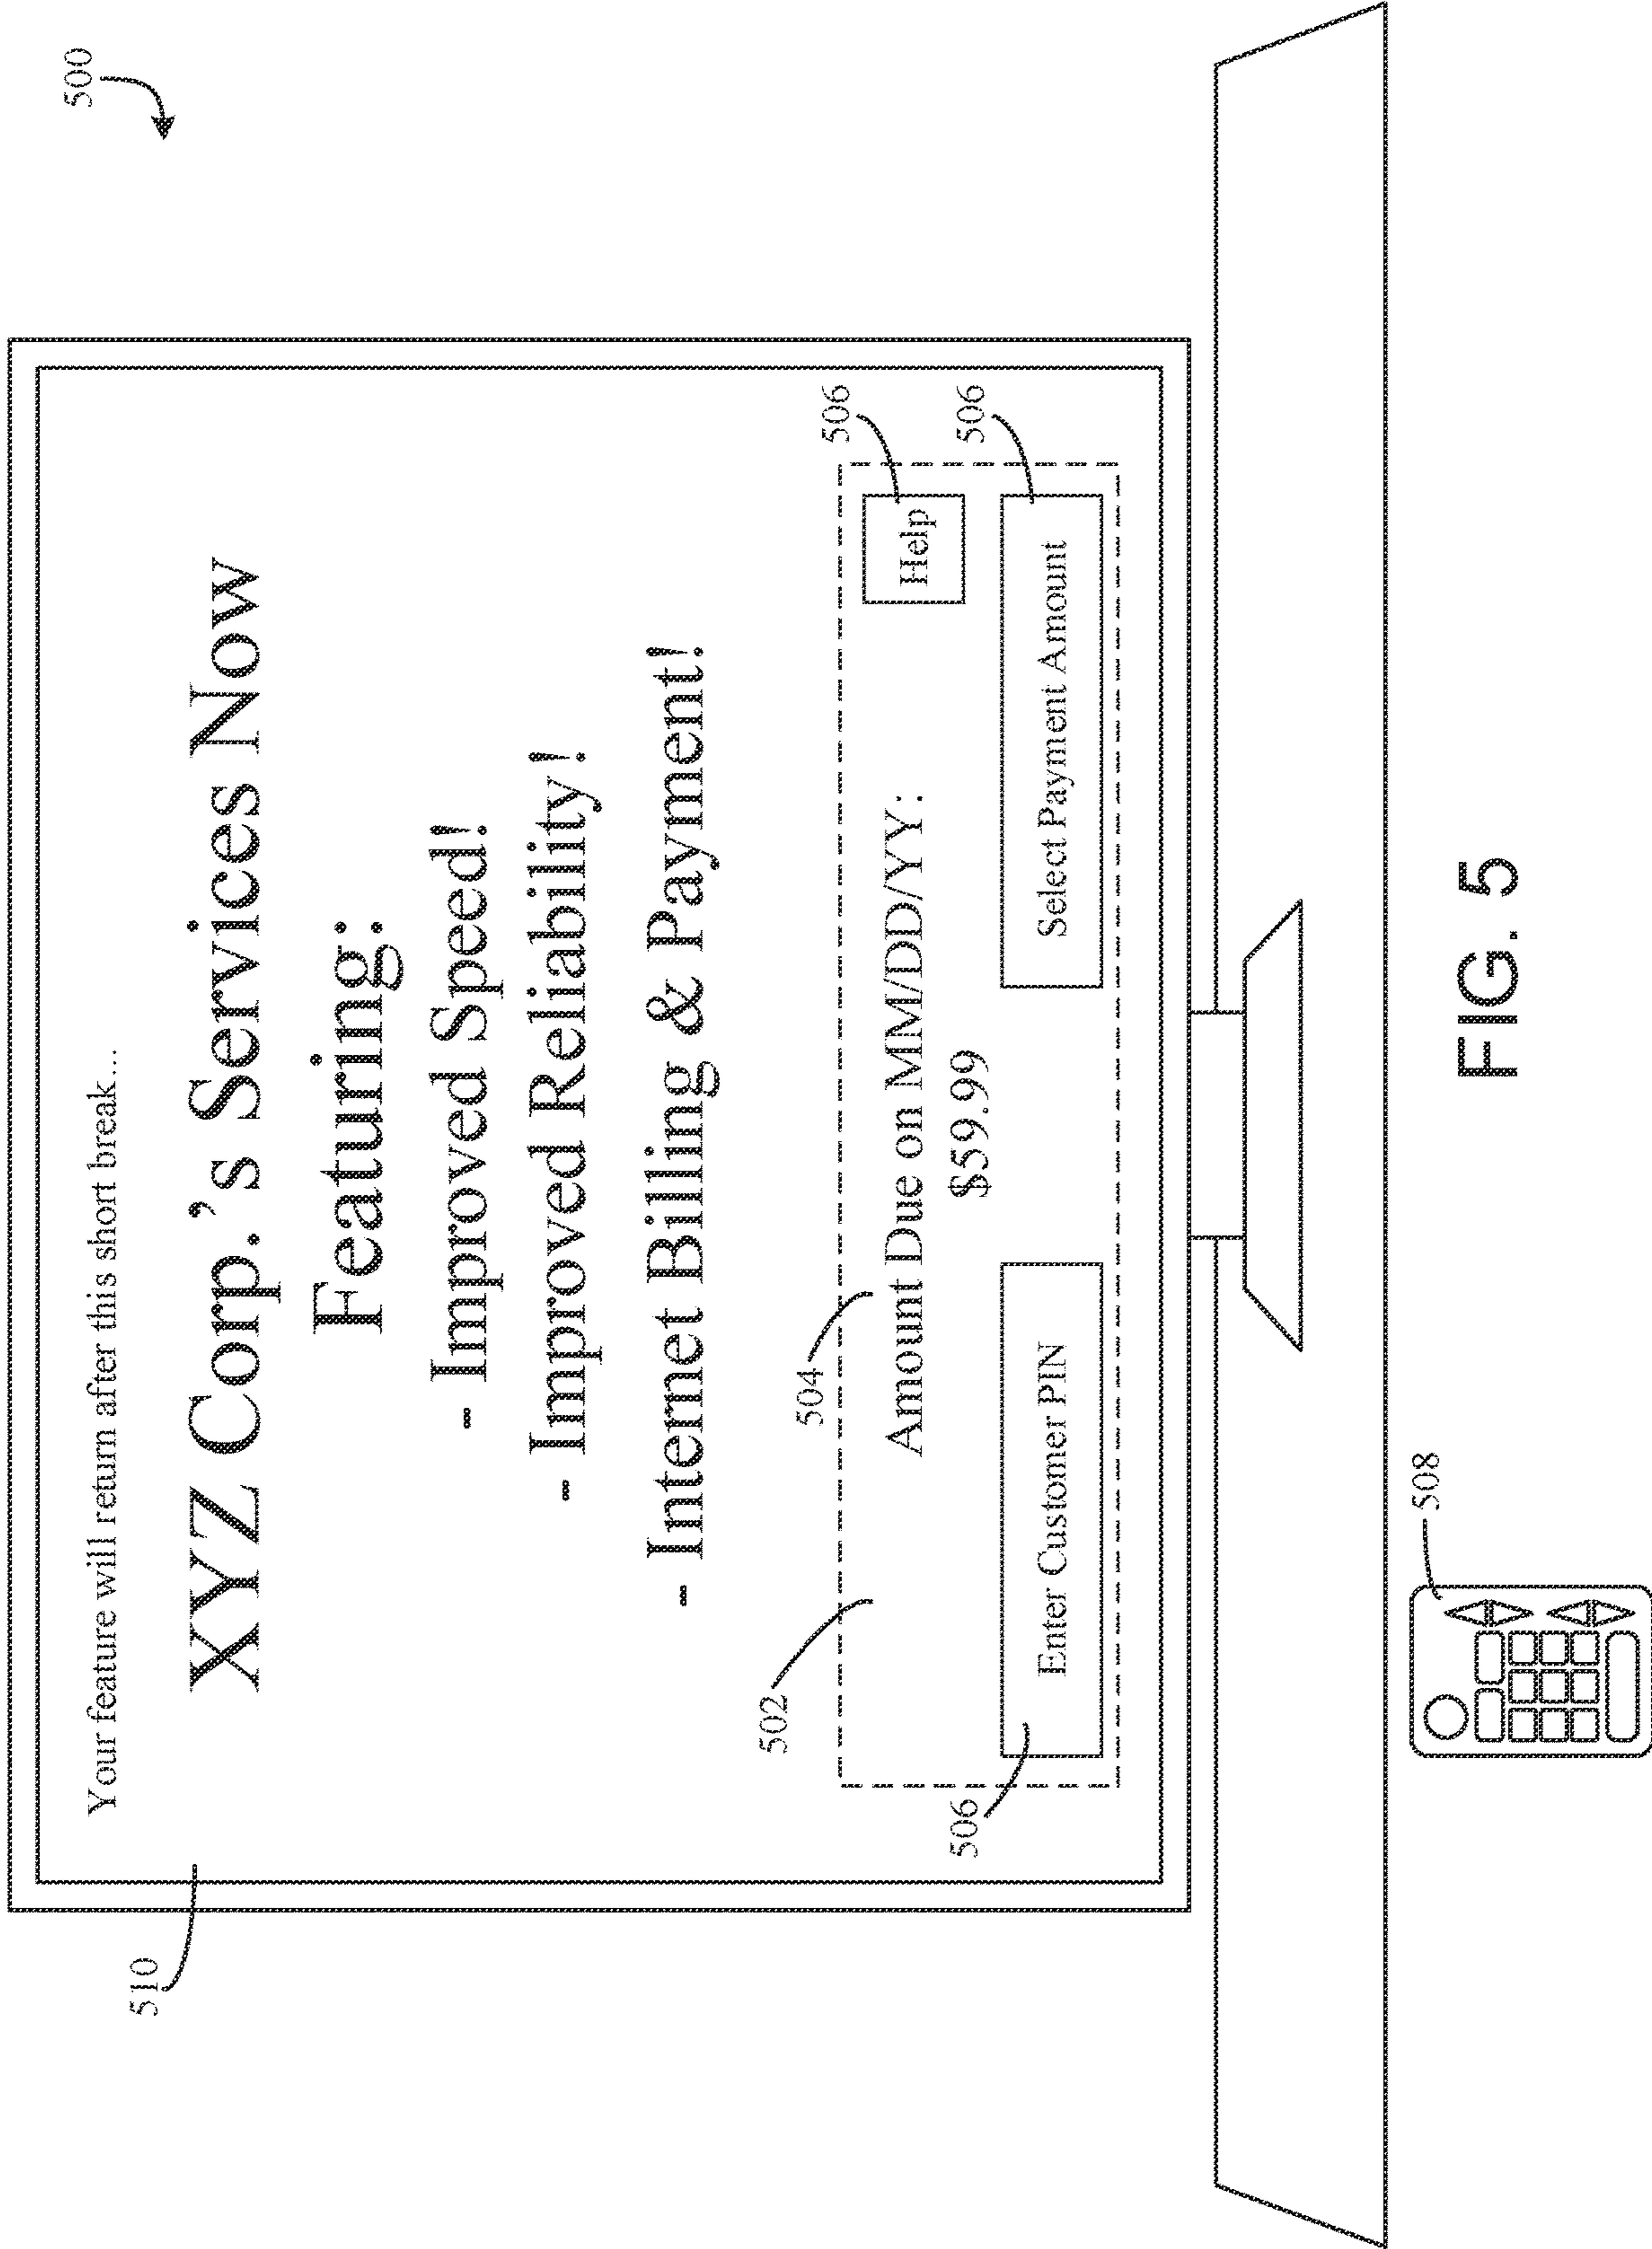 500
510
Your feature will return after this short break...
XYZ Corp.'s Services Now
Featuring:
- Improved Speed!
- Improved Reliability!
- Internet Billing & Payment!
502
504
506
Amount Due on MM/DD/YY:
$59.99
Help
506
506
Enter Customer PIN
Select Payment Amount
508
FIG. 5